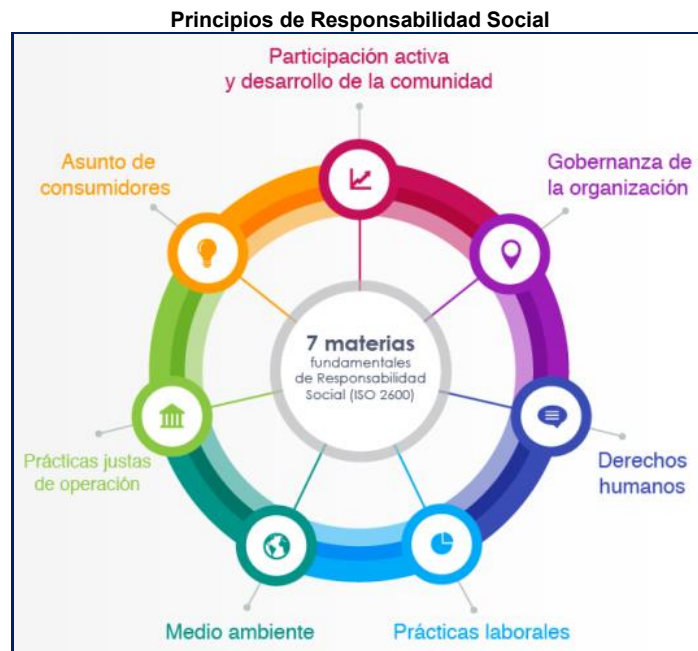 Principios de Responsabilidad Social
Participación activa
y desarrollo de la comunidad
Asunto de
consumidores
Gobernanza de
la organización
7 materias
fundamentales
de Responsabilidad
Social (ISO 2600)
Prácticas justas
de operación
Derechos
humanos
Medio ambiente
Prácticas laborales